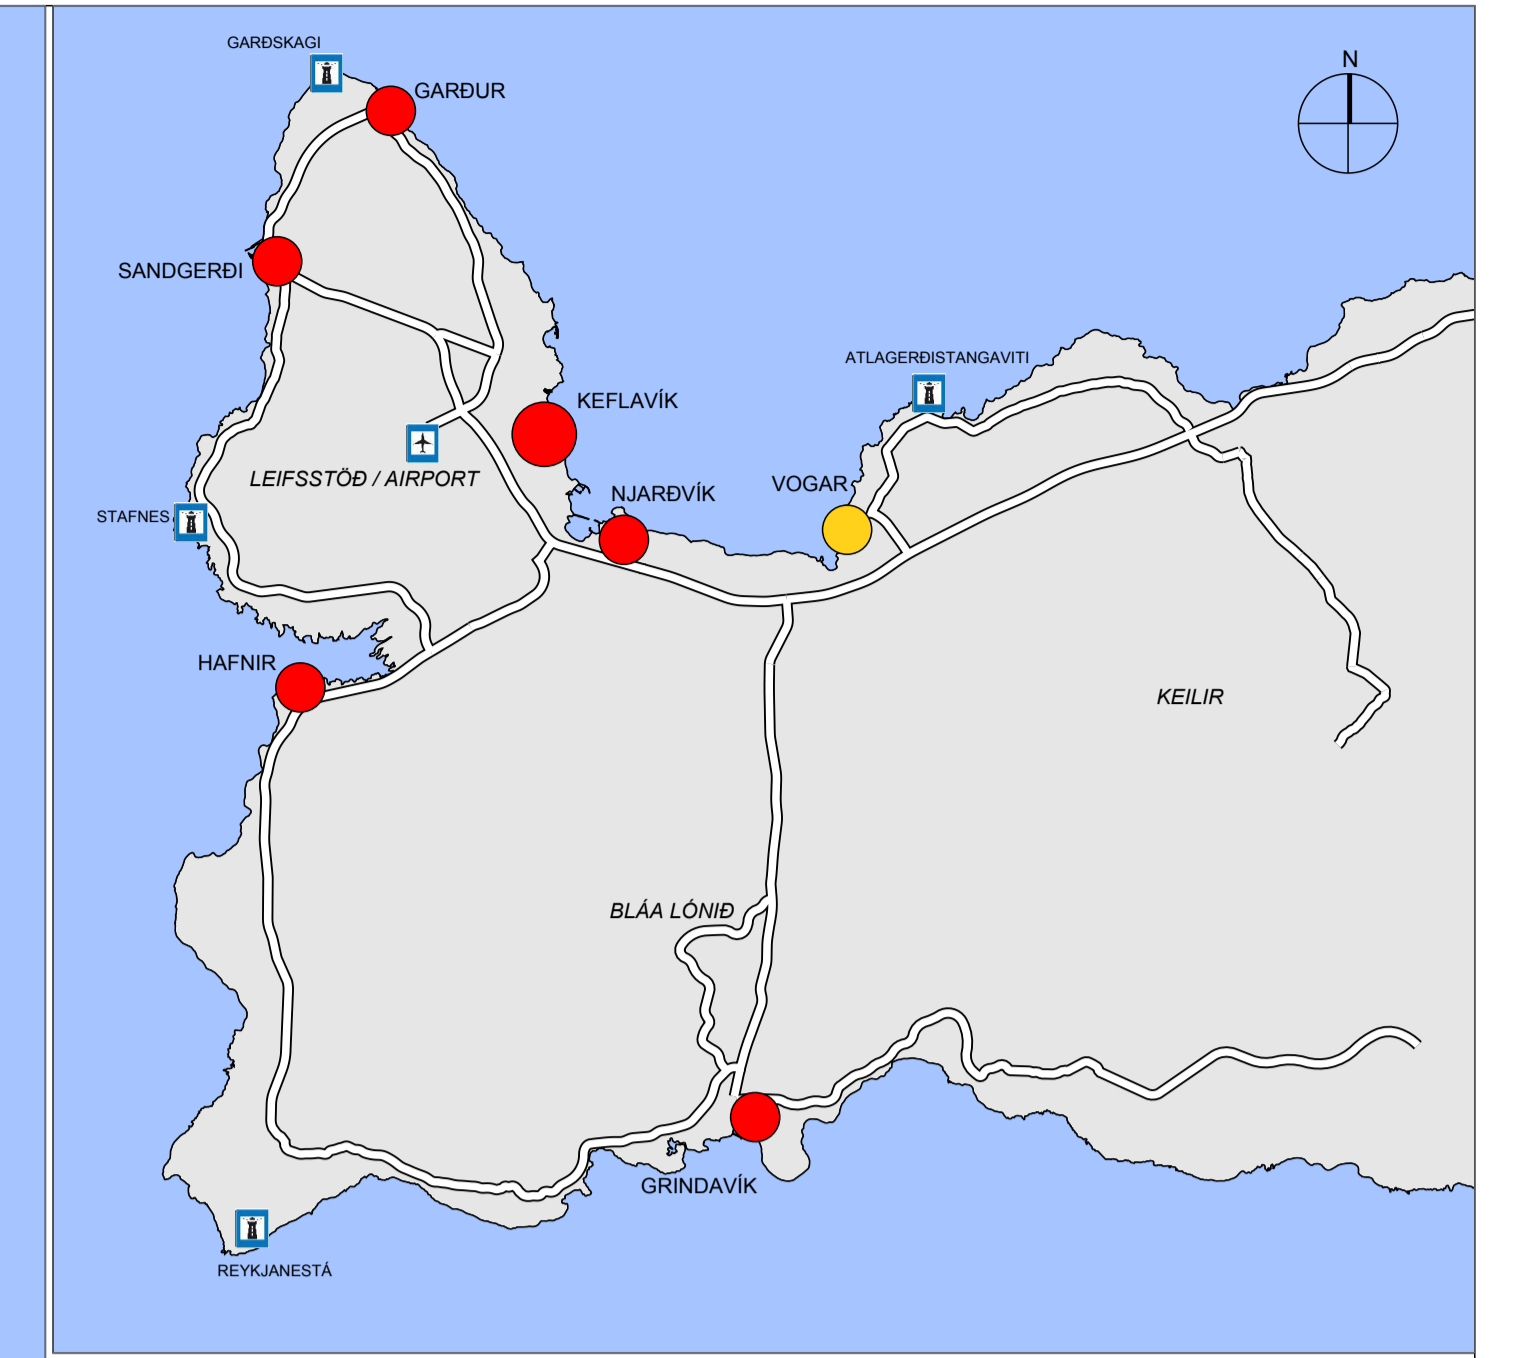 GARÐSKAGI
N
GARÐUR
SANDGERÐI
ATLAGERÐISTANGAVITI
KEFLAVÍK
LEIFSSTÖÐ / AIRPORT
VOGAR
NJARÐVÍK
STAFNES
HAFNIR
KEILIR
BLÁA LÓNIÐ
GRINDAVÍK
REYKJANESTÁ